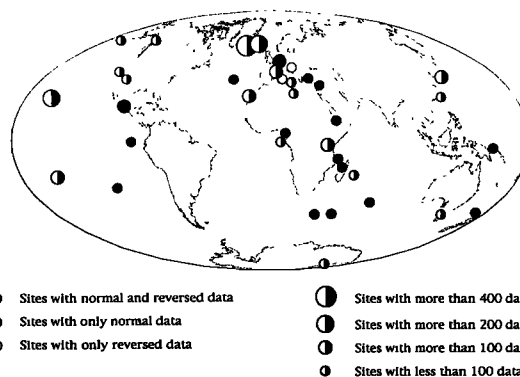 Sites with normal and reversed data
Sites with only normal data
Sites with only reversed data
Sites with more than 400 da
Sites with more than 200 da
Sites with more than 100 da
Sites with less than 100 data